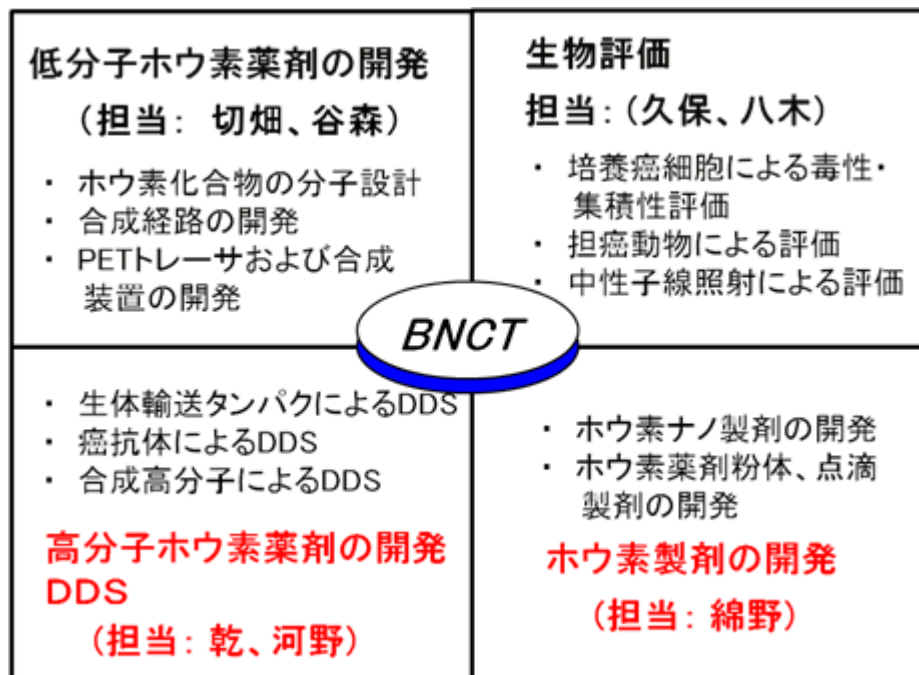 低分子ホウ素薬剤の開発
(担当： 切畑、谷森)
・ ホウ素化合物の分子設計
・ 合成経路の開発
・ PETトレーサおよび合成
装置の開発
生物評価
担当：(久保、八木)
・ 培養癌細胞による毒性・
集積性評価
・ 担癌動物による評価
・ 中性子線照射による評価
BNCT
・ 生体輸送タンパクによるDDS
・ 癌抗体によるDDS
・ 合成高分子によるDDS
高分子ホウ素薬剤の開発
DDS
(担当： 乾、河野)
・ ホウ素ナノ製剤の開発
・ ホウ素薬剤粉体、点滴
製剤の開発
ホウ素製剤の開発
(担当： 綿野)